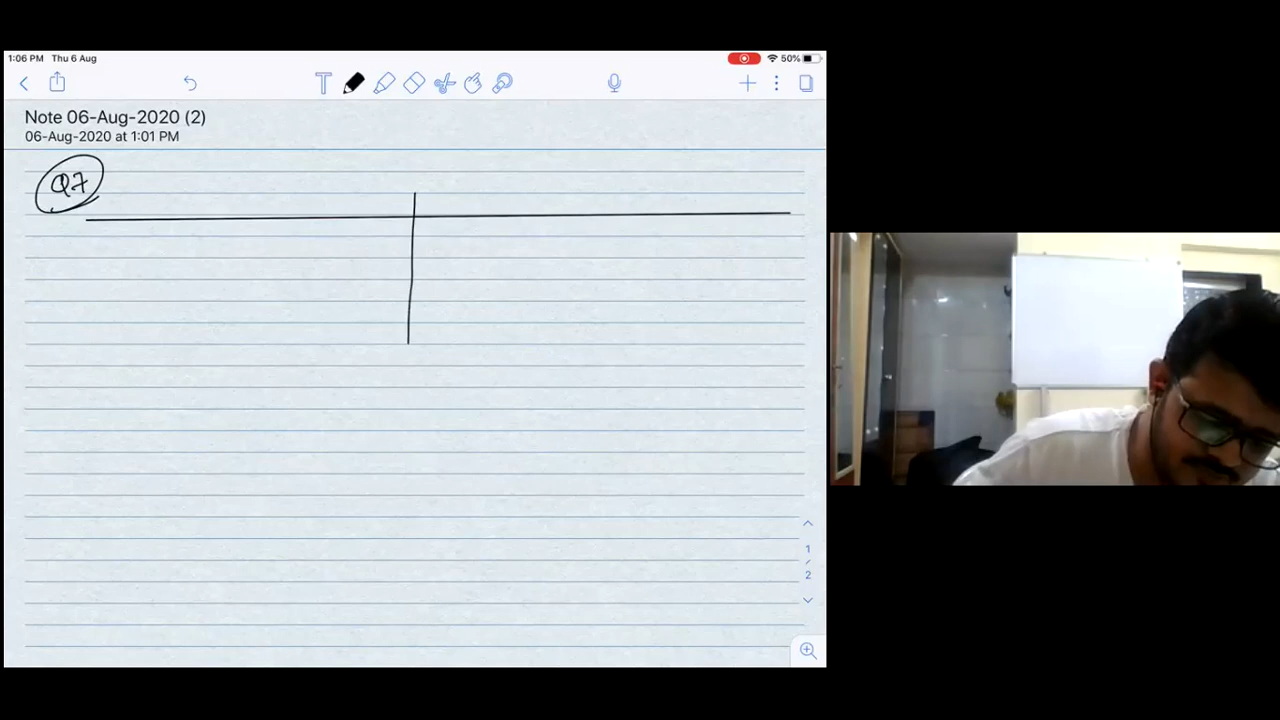 1:06 PM Thu 6 Aug
50%
T
Note 06-Aug-2020 (2)
06-Aug-2020 at 1:01 PM
Q7
1
/
2